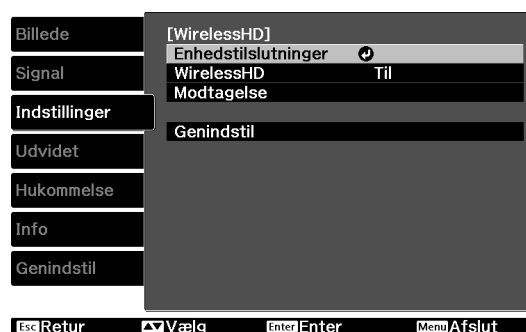 Billede
Signal
Indstillinger
Udvidet
Hukommelse
Info
Genindstil
[WirelessHD]
Enhedstilslutninger
WirelessHD Til
Modtagelse
Genindstil
Esc Retur Vælg Enter Enter Menu Afslut